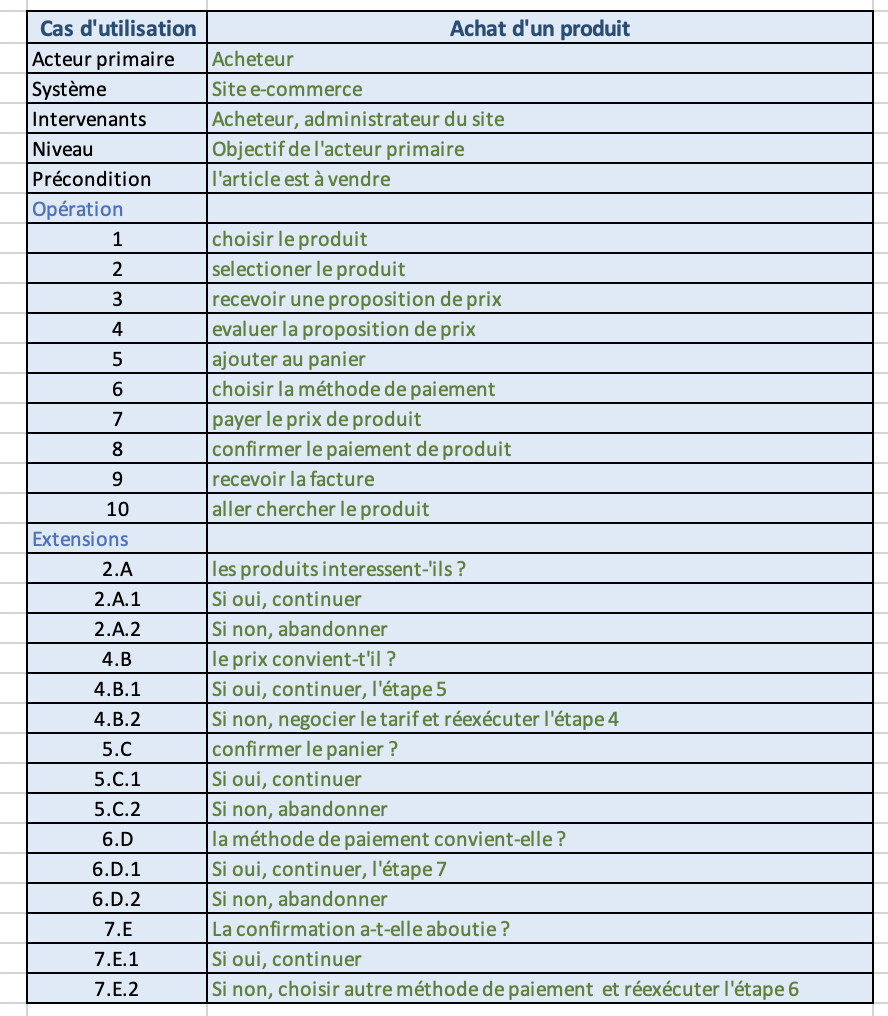 Cas d'utilisation Achat d'un produit
Acteur primaire Acheteur
Système Site e-commerce
Intervenants Acheteur, administrateur du site
Niveau Objectif de l'acteur primaire
Précondition l'article est à vendre
Opération
1 choisir le produit
2 selectioner le produit
3 recevoir une proposition de prix
4 evaluer la proposition de prix
5 ajouter au panier
6 choisir la méthode de paiement
7 payer le prix de produit
8 confirmer le paiement de produit
9 recevoir la facture
10 aller chercher le produit
Extensions
2.A les produits interessent-'ils ?
2.A.1 Si oui, continuer
2.A.2 Si non, abandonner
4.B le prix convient-t'il ?
4.B.1 Si oui, continuer, l'étape 5
4.B.2 Si non, negocier le tarif et réexécuter l'étape 4
5.C confirmer le panier ?
5.C.1 Si oui, continuer
5.C.2 Si non, abandonner
6.D la méthode de paiement convient-elle ?
6.D.1 Si oui, continuer, l'étape 7
6.D.2 Si non, abandonner
7.E La confirmation a-t-elle aboutie ?
7.E.1 Si oui, continuer
7.E.2 Si non, choisir autre méthode de paiement et réexécuter l'étape 6